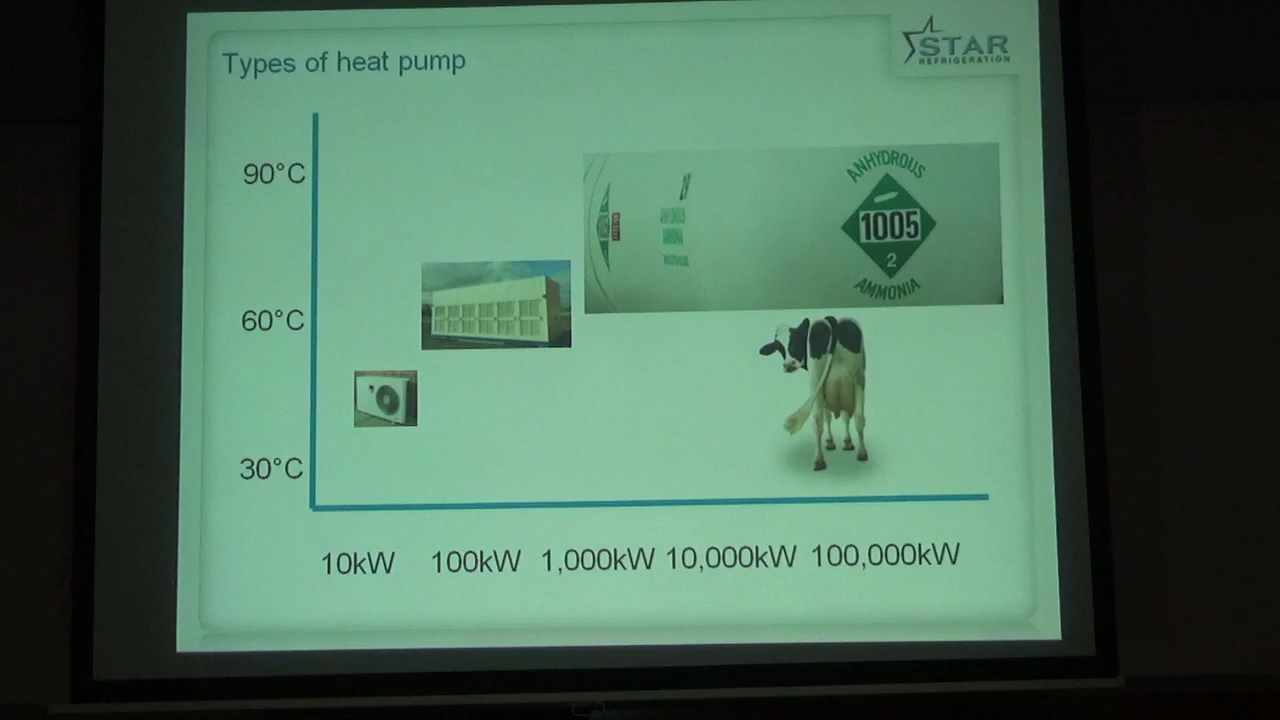 Types of heat pump
STAR
REFRIGERATION
90°C
60°C
30°C
ANHYDROUS
1005
2
AMMONIA
10kW 100kW 1,000kW 10,000kW 100,000kW